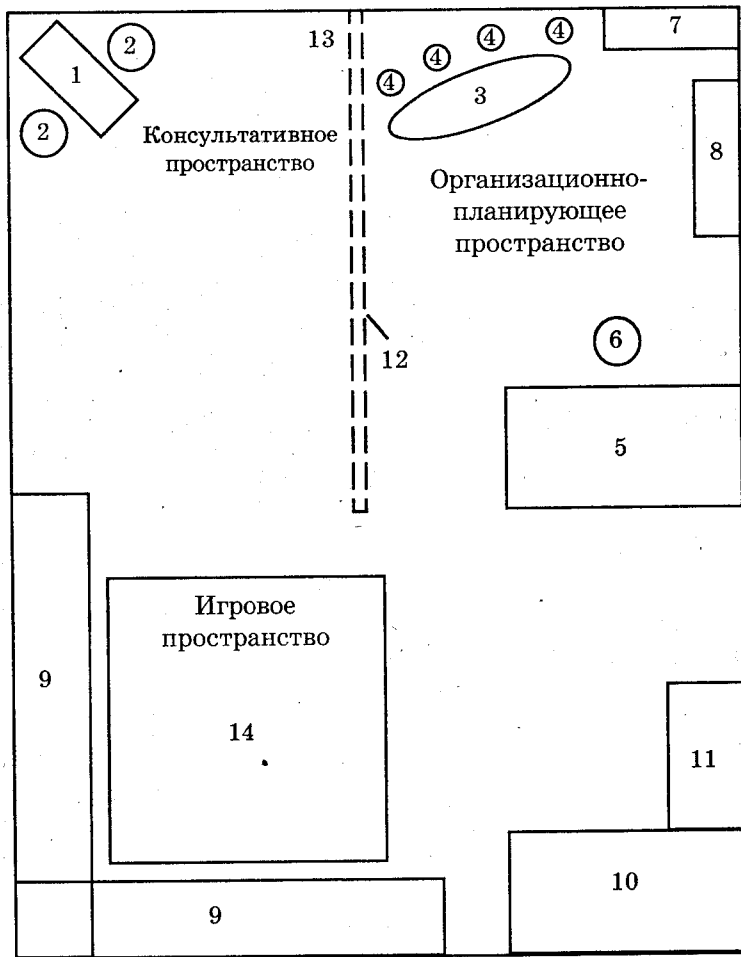 13
4
4
4
4
7
2
1
3
2
Консультативное
пространство
8
Организационно-
планирующее
пространство
6
12
5
Игровое
пространство
9
14
11
10
9